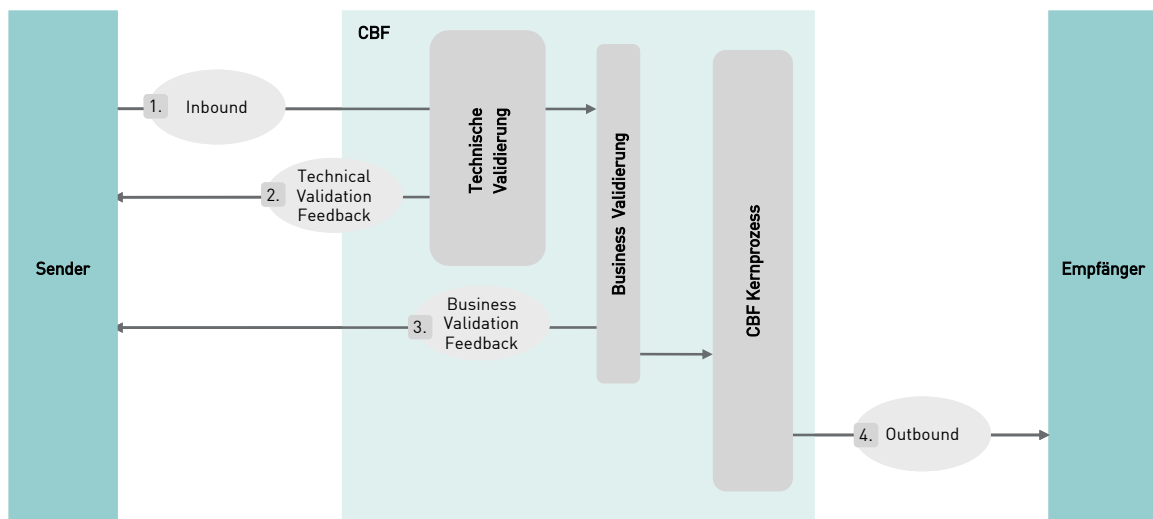 CBF
1. Inbound
Technische
Validierung
2. Technical
Validation
Feedback
Business Validierung
CBF Kernprozess
Sender
Empfänger
3. Business
Validation
Feedback
4. Outbound